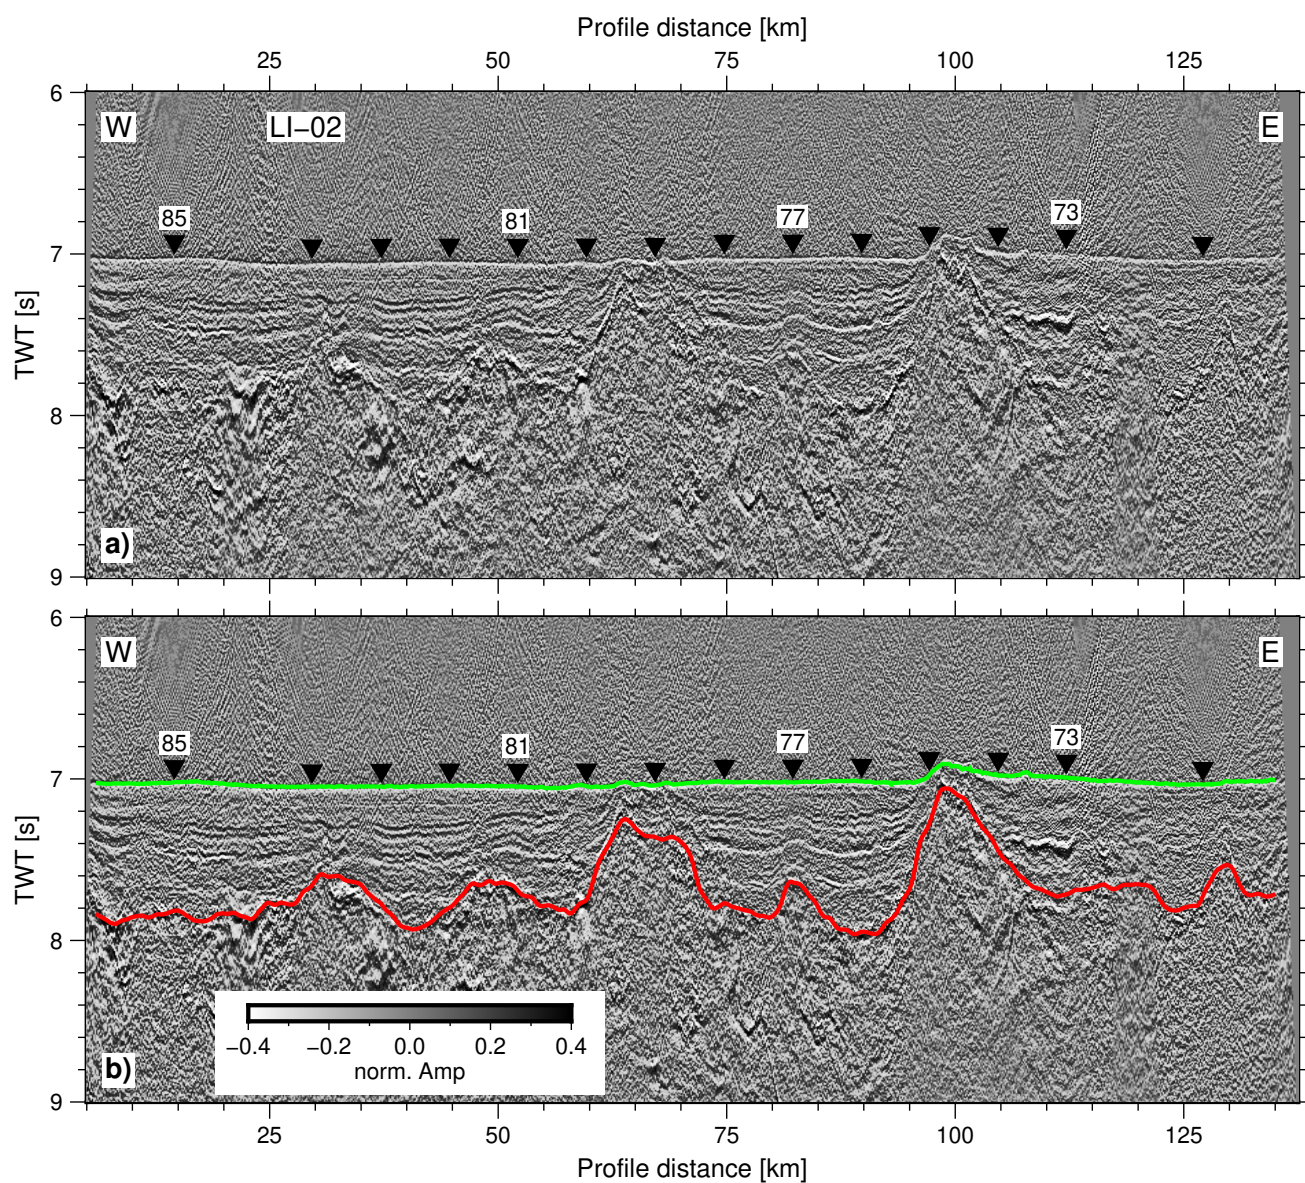 Profile distance [km]
25 50 75 100 125
6
W LI−02 E
85 81 77 73
7
TWT [s]
8
a)
9
6
W E
85 81 77 73
7
TWT [s]
8
−0.4 −0.2 0.0 0.2 0.4
norm. Amp
b)
9
25 50 75 100 125
Profile distance [km]